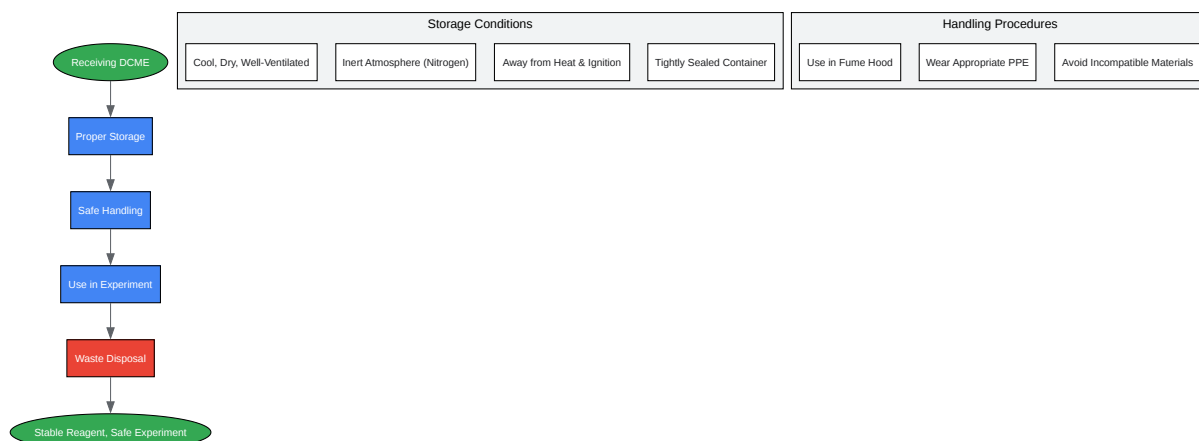 Receiving DCME
Proper Storage
Safe Handling
Use in Experiment
Waste Disposal
Stable Reagent, Safe Experiment
Storage Conditions
Cool, Dry, Well-Ventilated
Inert Atmosphere (Nitrogen)
Away from Heat & Ignition
Tightly Sealed Container
Handling Procedures
Use in Fume Hood
Wear Appropriate PPE
Avoid Incompatible Materials